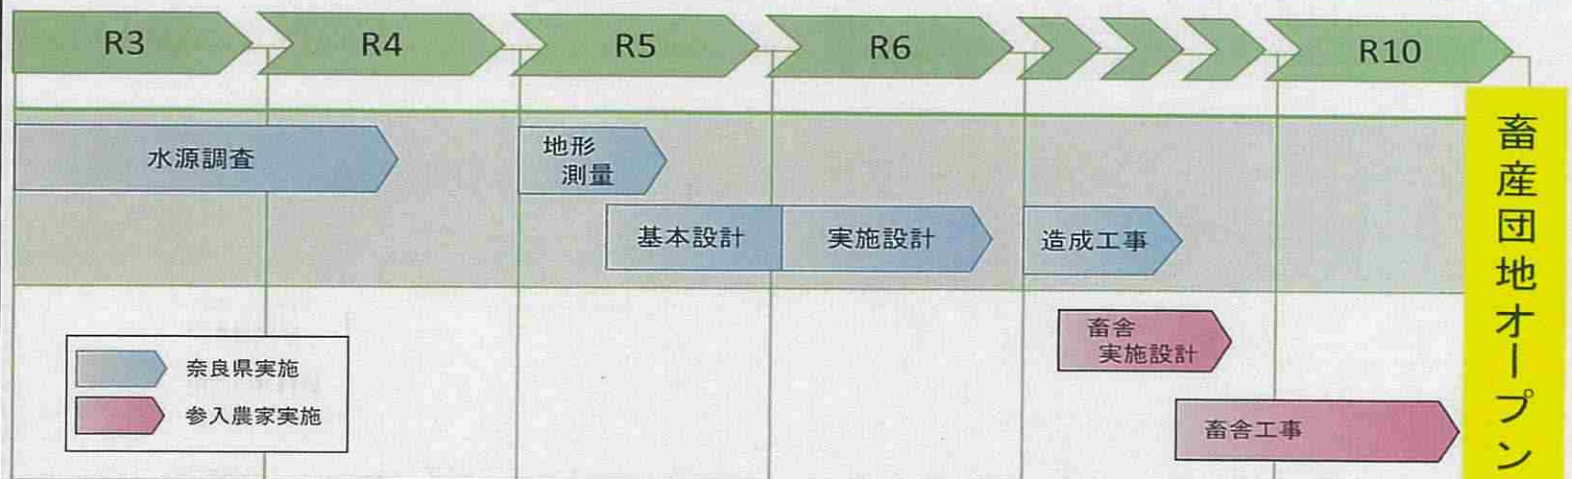 R3
R4
R5
R6
R10
水源調査
地形
測量
基本設計
実施設計
造成工事
畜舎
実施設計
畜舎工事
奈良県実施
参入農家実施
畜産団地オープン